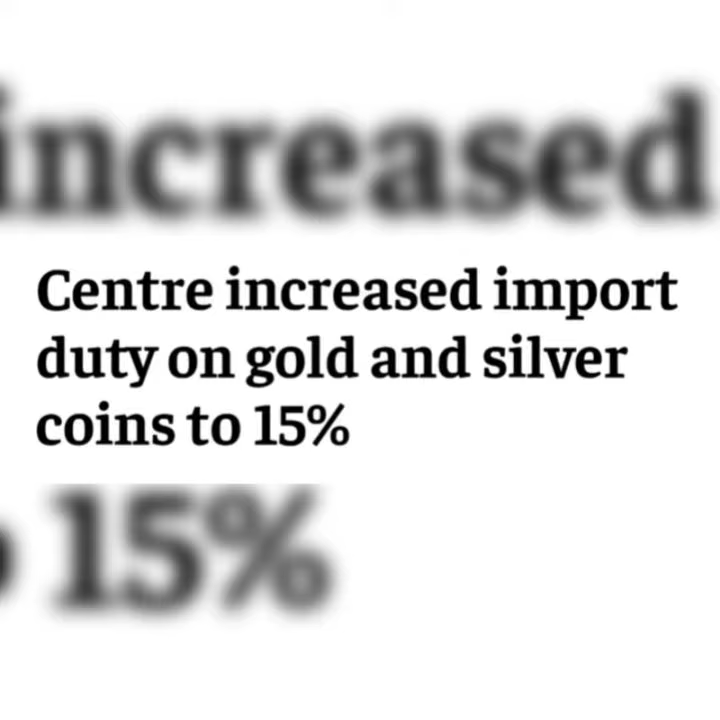 increased
Centre increased import
duty on gold and silver
coins to 15%
15%